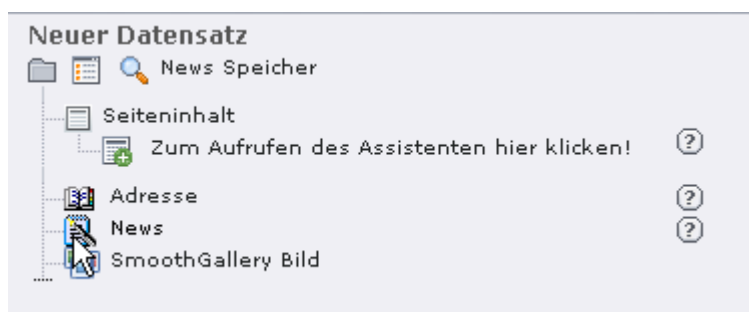 Neuer Datensatz
News Speicher
Seiteninhalt
Zum Aufrufen des Assistenten hier klicken! ?
Adresse ?
News ?
SmoothGallery Bild